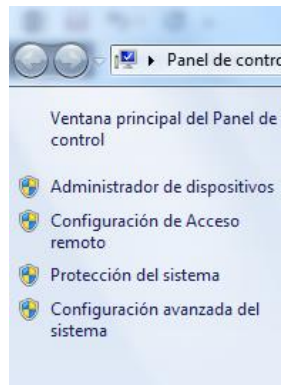 Panel de contro
Ventana principal del Panel de
control
Administrador de dispositivos
Configuración de Acceso
remoto
Protección del sistema
Configuración avanzada del
sistema